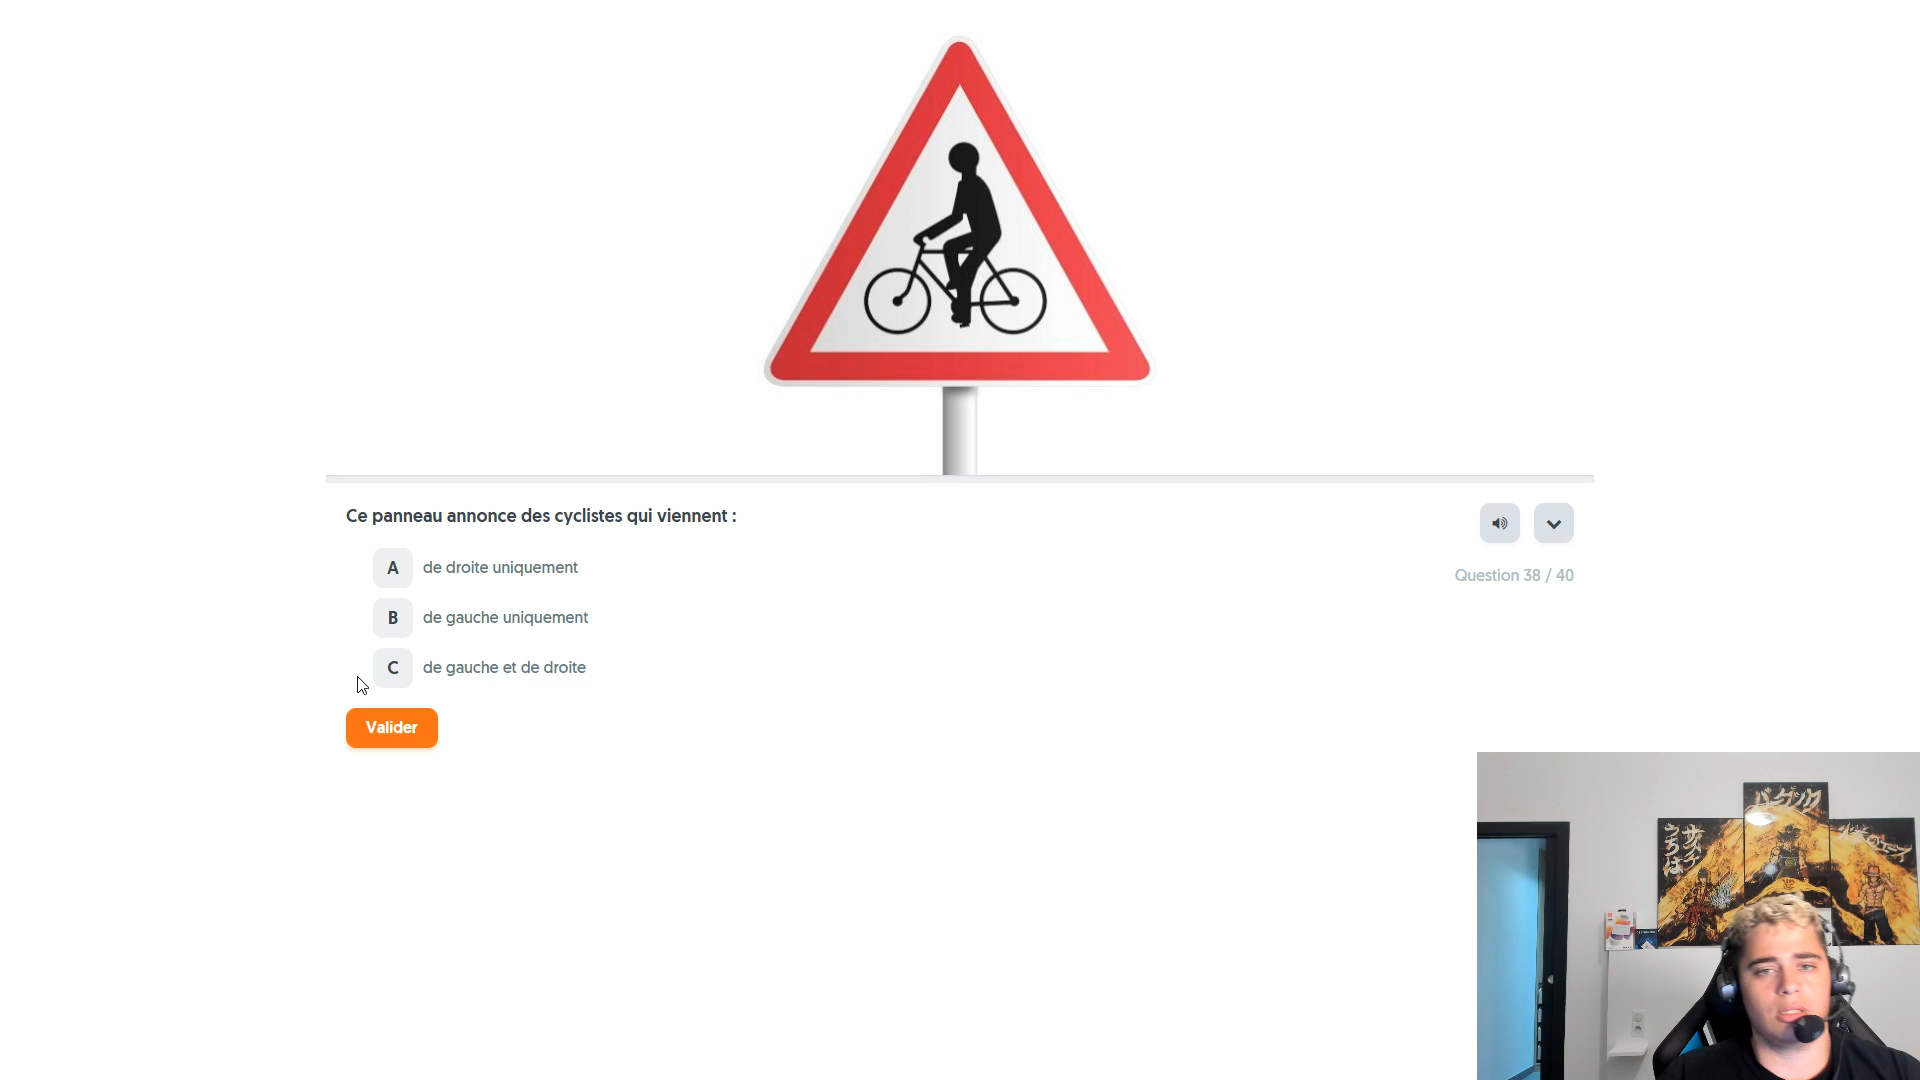 Ce panneau annonce des cyclistes qui viennent :
A de droite uniquement
B de gauche uniquement
C de gauche et de droite
Valider
Question 38 / 40